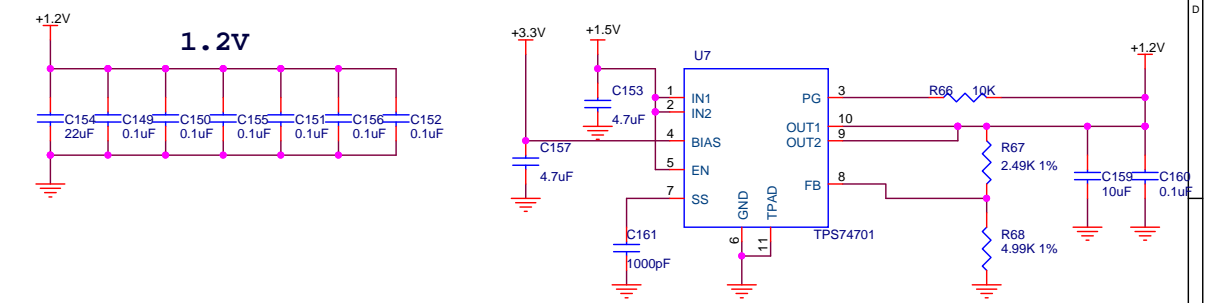 D
+1.2V
1.2V
C154
22uF
C149
0.1uF
C150
0.1uF
C155
0.1uF
C151
0.1uF
C156
0.1uF
C152
0.1uF
+3.3V
+1.5V
+1.2V
U7
C153
4.7uF
C157
4.7uF
C161
1000pF
1
IN1
2
IN2
4
BIAS
5
EN
7
SS
GND
6
TPAD
11
PG
3
OUT1
10
OUT2
9
FB
8
TPS74701
R66
10K
R67
2.49K 1%
R68
4.99K 1%
C159
10uF
C160
0.1uF